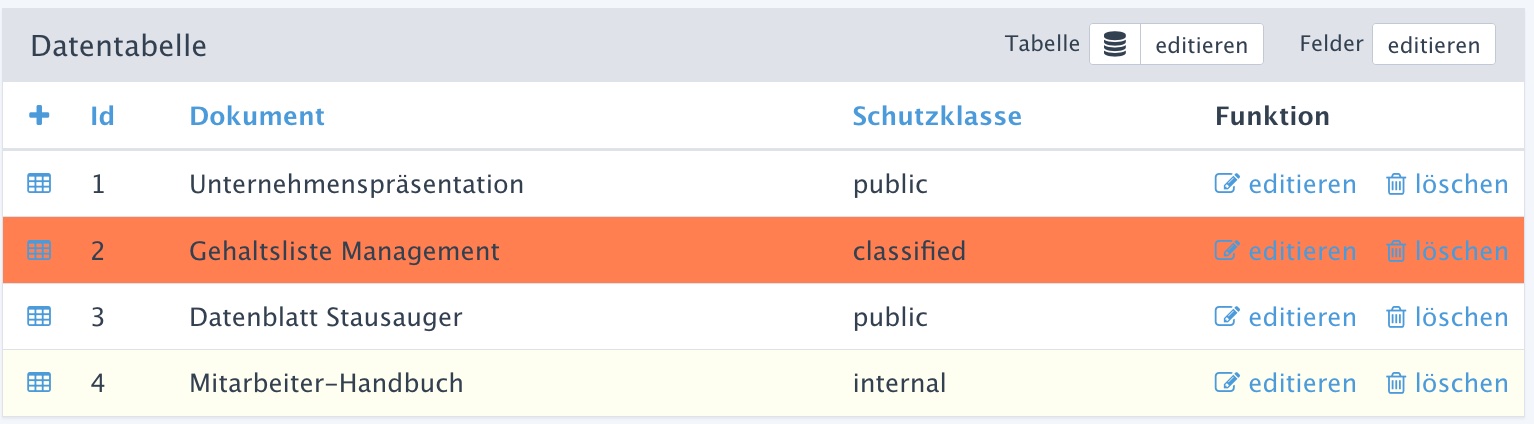 Datentabelle Tabelle editieren Felder editieren
Id Dokument Schutzklasse Funktion
1 Unternehmenspräsentation public editieren löschen
2 Gehaltsliste Management classified editieren löschen
3 Datenblatt Stausauger public editieren löschen
4 Mitarbeiter-Handbuch internal editieren löschen